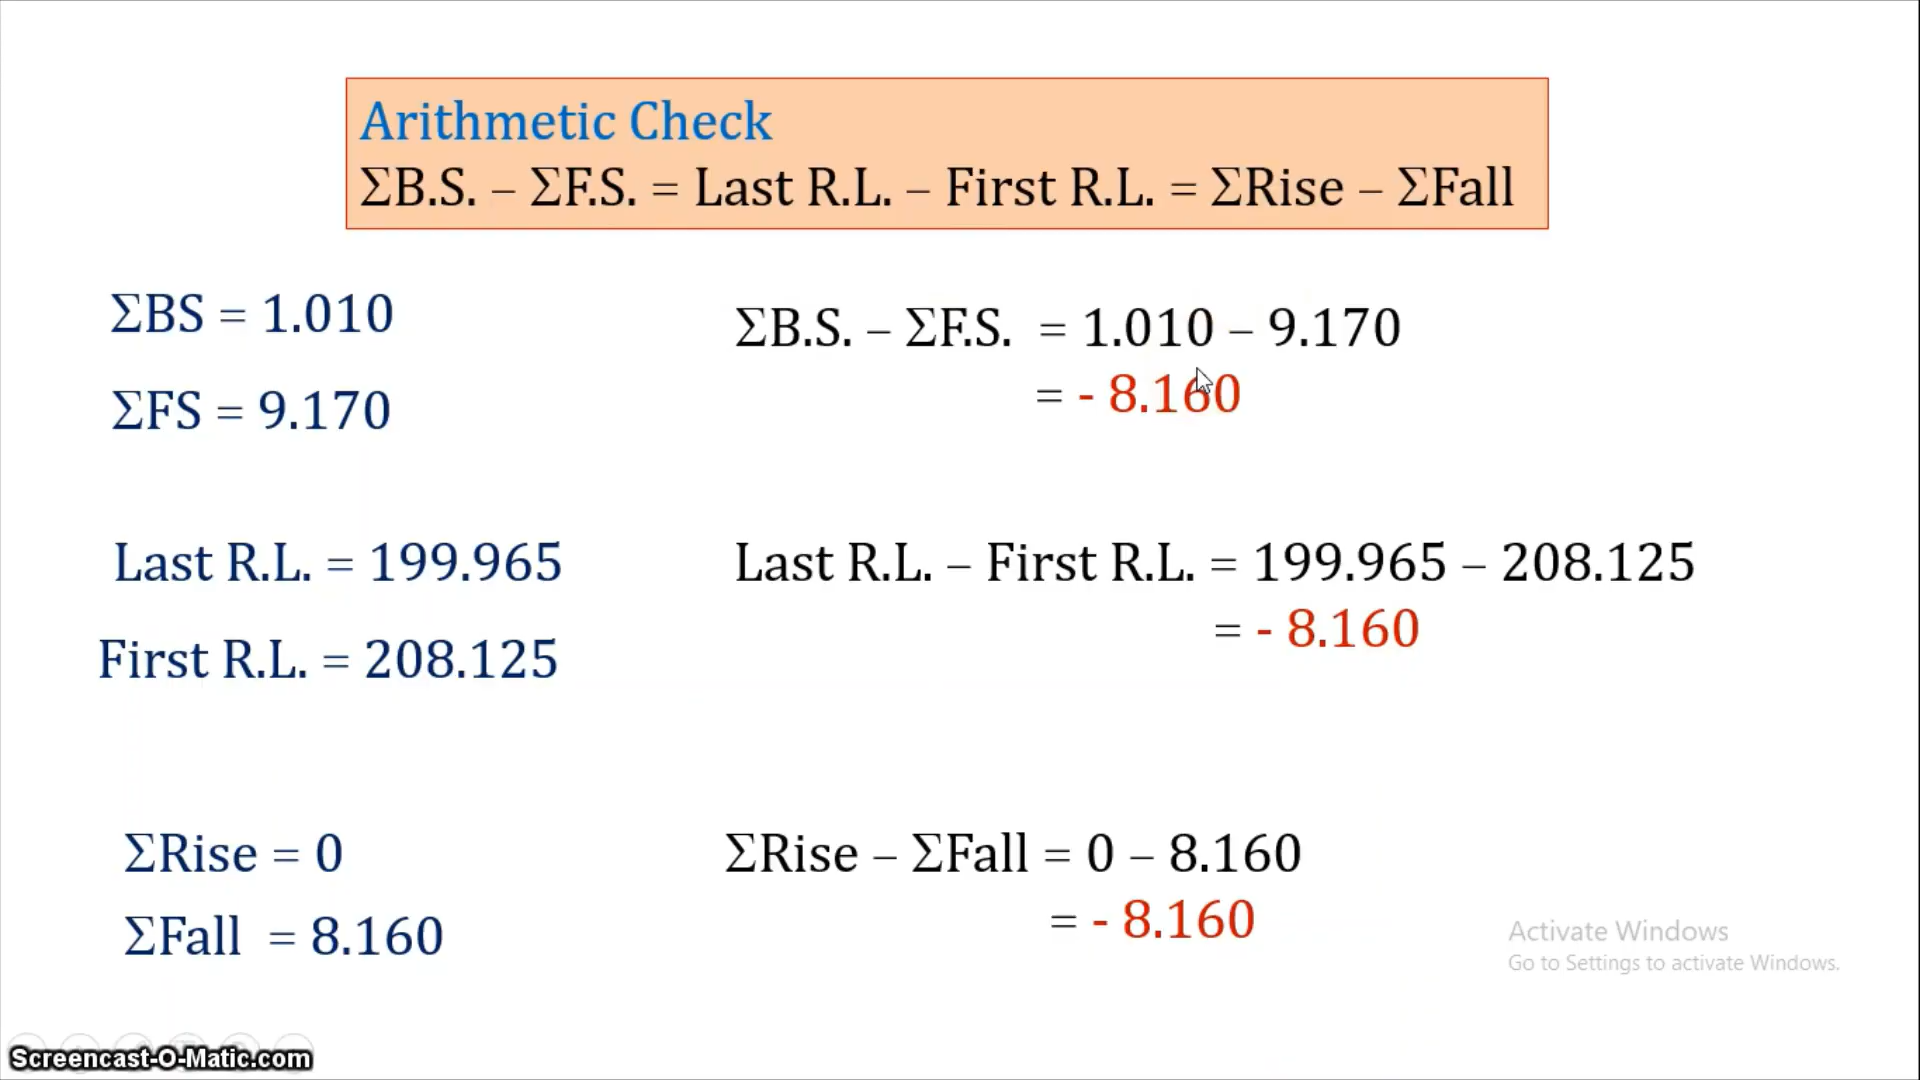 Arithmetic Check
ΣB.S. – ΣF.S. = Last R.L. – First R.L. = ΣRise – ΣFall
ΣBS = 1.010
ΣFS = 9.170
ΣB.S. – ΣF.S. = 1.010 – 9.170
= - 8.160
Last R.L. = 199.965
First R.L. = 208.125
Last R.L. – First R.L. = 199.965 – 208.125
= - 8.160
ΣRise = 0
ΣFall = 8.160
ΣRise – ΣFall = 0 – 8.160
= - 8.160
Activate Windows
Go to Settings to activate Windows.
Screencast-O-Matic.com